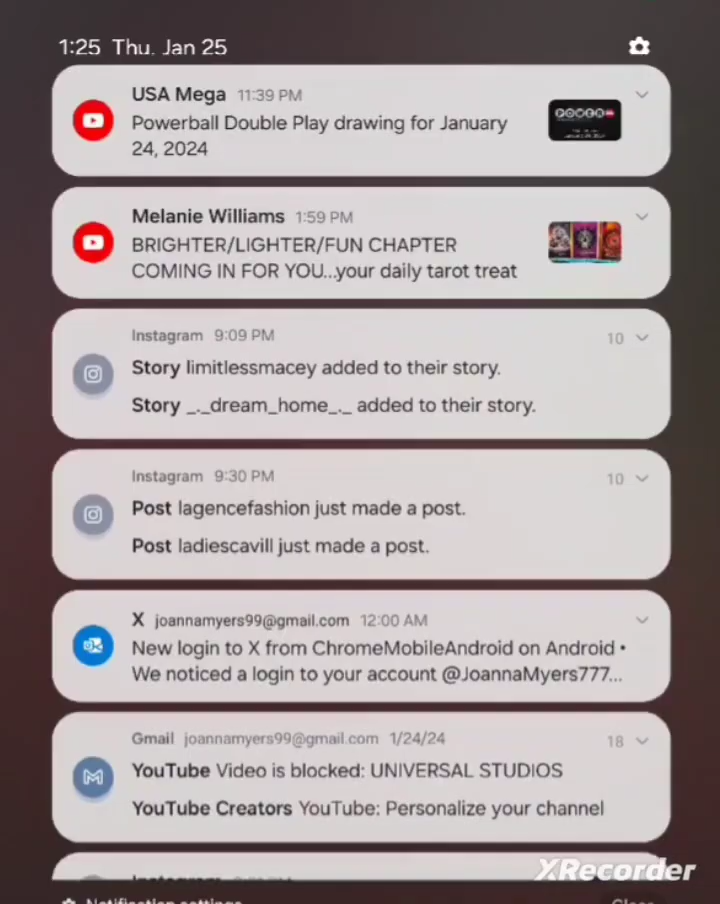 1:25 Thu. Jan 25
USA Mega 11:39 PM
Powerball Double Play drawing for January
24, 2024
POWER
Melanie Williams 1:59 PM
BRIGHTER/LIGHTER/FUN CHAPTER
COMING IN FOR YOU...your daily tarot treat
Instagram 9:09 PM 10
Story limitlessmacey added to their story.
Story _._dream_home_._ added to their story.
Instagram 9:30 PM 10
Post lagencefashion just made a post.
Post ladiescavill just made a post.
X joannamyers99@gmail.com 12:00 AM
New login to X from ChromeMobileAndroid on Android •
We noticed a login to your account @JoannaMyers777...
Gmail joannamyers99@gmail.com 1/24/24 18
YouTube Video is blocked: UNIVERSAL STUDIOS
YouTube Creators YouTube: Personalize your channel
Instagram
XRecorder
Notification settings Close